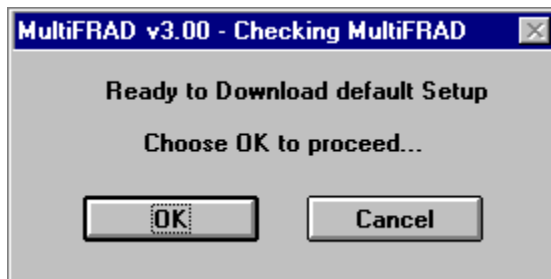 MultiFRAD v3.00 - Checking MultiFRAD
Ready to Download default Setup
Choose OK to proceed...
OK
Cancel